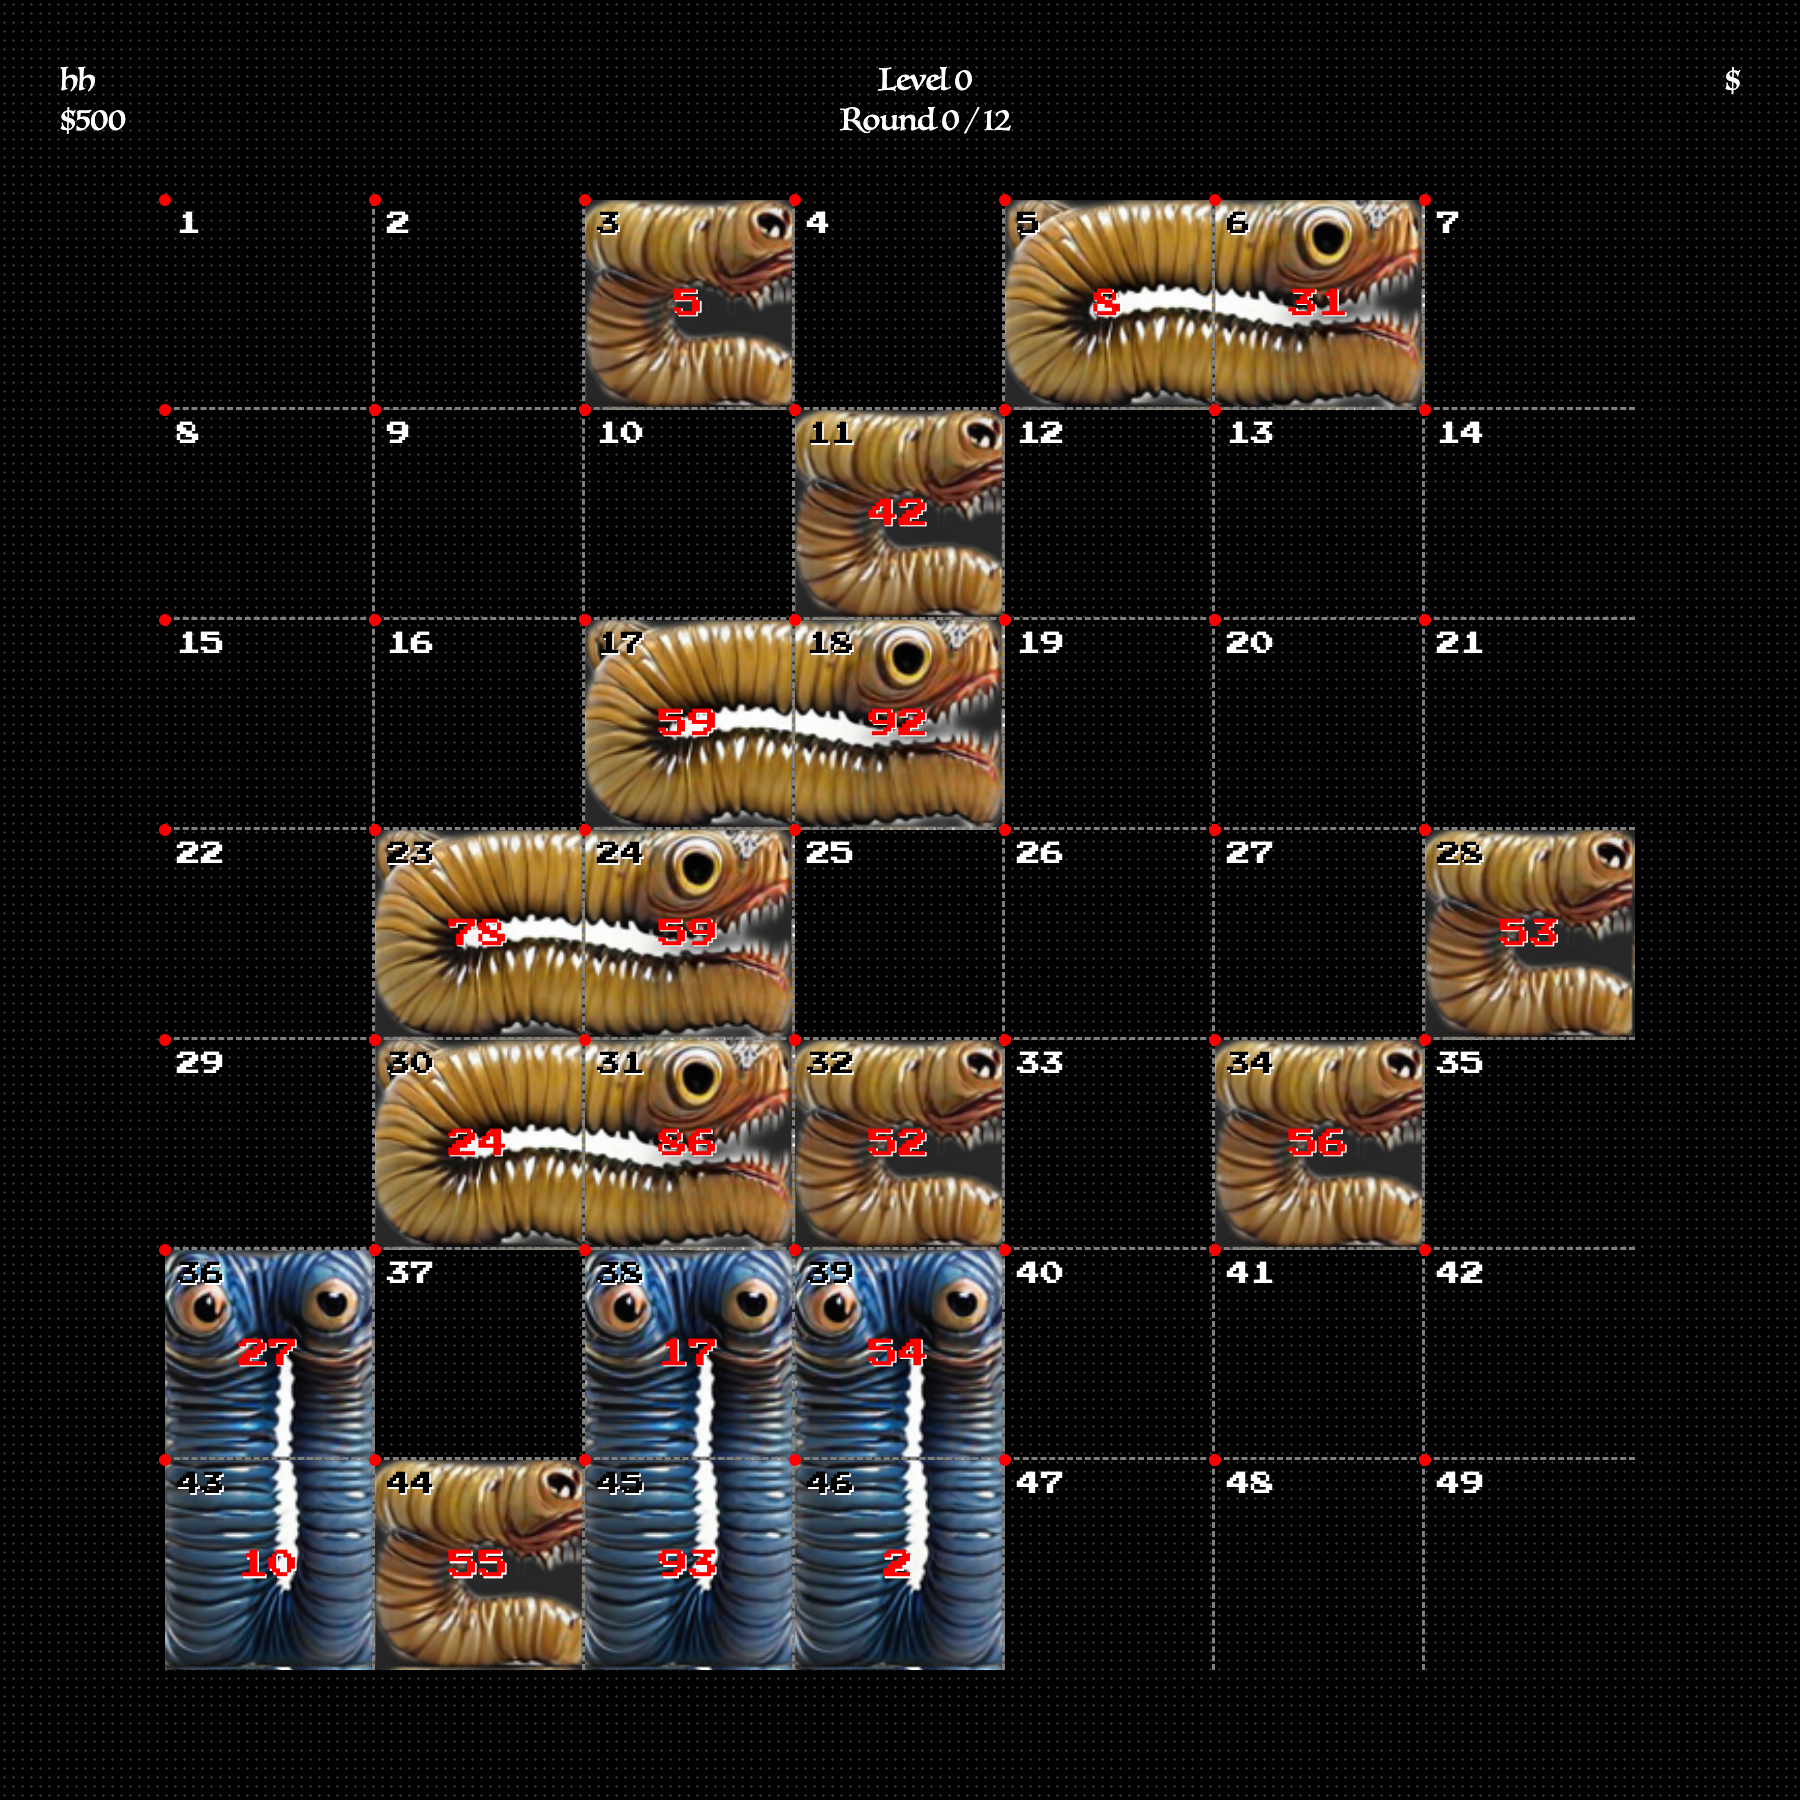 hh Level 0 $
$500 Round 0 / 12
1 2 3 4 5 6 7
5 8 31
8 9 10 11 12 13 14
42
15 16 17 18 19 20 21
59 92
22 23 24 25 26 27 28
78 59 53
29 30 31 32 33 34 35
24 86 52 56
36 37 38 39 40 41 42
27 17 54
43 44 45 46 47 48 49
10 55 93 2